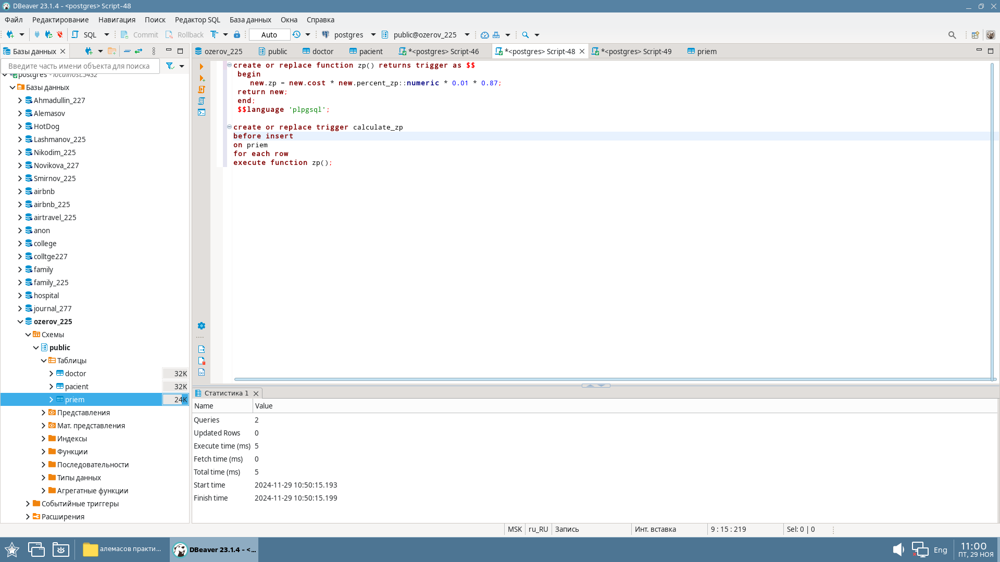 DBeaver 23.1.4 - <postgres> Script-48
Файл Редактирование Навигация Поиск Редактор SQL База данных Окна Справка
SQL Commit Rollback Auto postgres public@ozerov_225
Базы данных
ozerov_225 public doctor pacient *<postgres> Script-46 *<postgres> Script-48 *<postgres> Script-49 priem
Введите часть имени объекта для поиска
postgres - localhost:5432
Базы данных
Ahmadullin_227
Alemasov
HotDog
Lashmanov_225
Nikodim_225
Novikova_227
Smirnov_225
airbnb
airbnb_225
airtravel_225
anon
college
colltge227
family
family_225
hospital
journal_277
ozerov_225
Схемы
public
Таблицы
doctor 32K
pacient 32K
priem 24K
Представления
Мат. представления
Индексы
Функции
Последовательности
Типы данных
Агрегатные функции
Событийные триггеры
Расширения
create or replace function zp() returns trigger as $$
begin
new.zp = new.cost * new.percent_zp::numeric * 0.01 * 0.87;
return new;
end;
$$language 'plpgsql';
create or replace trigger calculate_zp
before insert
on priem
for each row
execute function zp();
Статистика 1
Name Value
Queries 2
Updated Rows 0
Execute time (ms) 5
Fetch time (ms) 0
Total time (ms) 5
Start time 2024-11-29 10:50:15.193
Finish time 2024-11-29 10:50:15.199
MSK ru_RU Запись Инт. вставка 9 : 15 : 219 Sel: 0 | 0
алемасов практи...
DBeaver 23.1.4 - <...
Eng
11:00
ПТ, 29 НОЯ